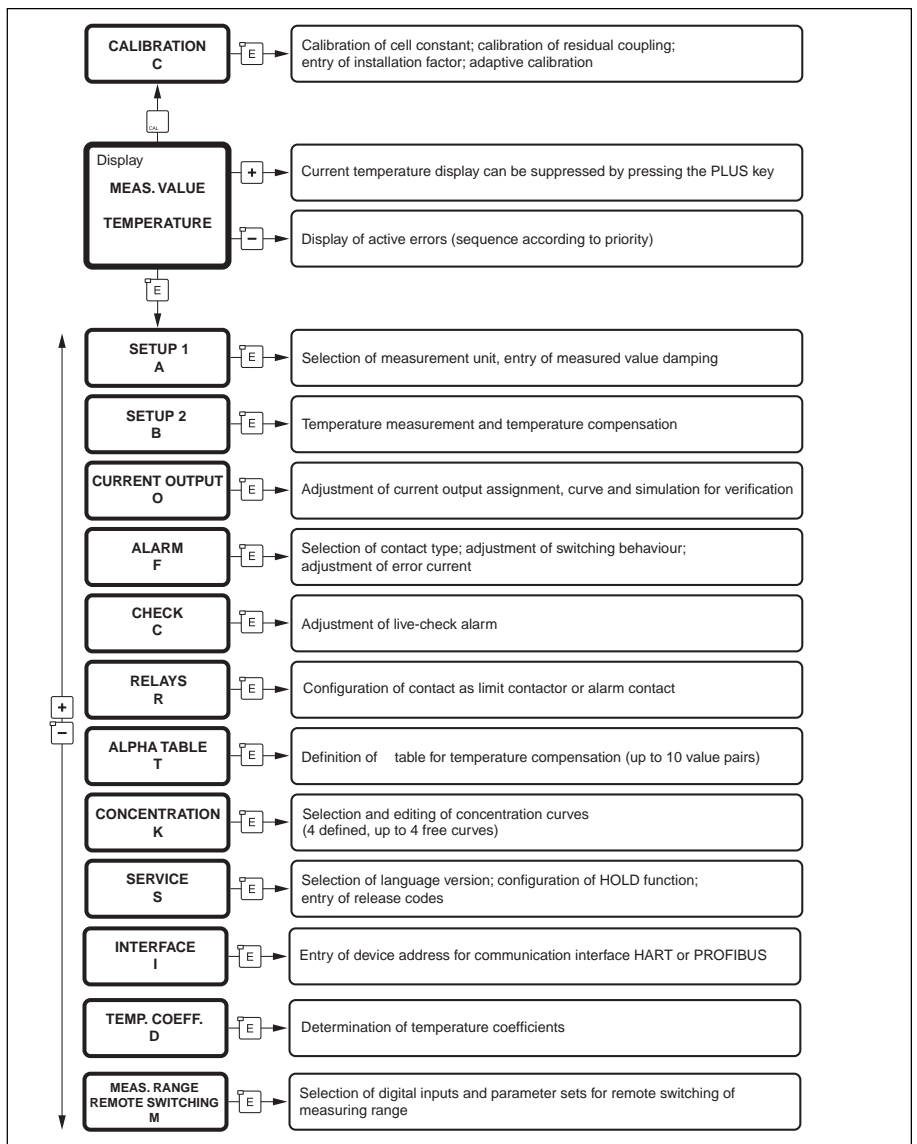 CALIBRATION
C
E
Calibration of cell constant; calibration of residual coupling;
entry of installation factor; adaptive calibration
CAL
Display
MEAS. VALUE
TEMPERATURE
+
Current temperature display can be suppressed by pressing the PLUS key
−
Display of active errors (sequence according to priority)
E
SETUP 1
A
E
Selection of measurement unit, entry of measured value damping
SETUP 2
B
E
Temperature measurement and temperature compensation
CURRENT OUTPUT
O
E
Adjustment of current output assignment, curve and simulation for verification
ALARM
F
E
Selection of contact type; adjustment of switching behaviour;
adjustment of error current
CHECK
C
E
Adjustment of live-check alarm
RELAYS
R
E
Configuration of contact as limit contactor or alarm contact
+
−
ALPHA TABLE
T
E
Definition of table for temperature compensation (up to 10 value pairs)
CONCENTRATION
K
E
Selection and editing of concentration curves
(4 defined, up to 4 free curves)
SERVICE
S
E
Selection of language version; configuration of HOLD function;
entry of release codes
INTERFACE
I
E
Entry of device address for communication interface HART or PROFIBUS
TEMP. COEFF.
D
E
Determination of temperature coefficients
MEAS. RANGE
REMOTE SWITCHING
M
E
Selection of digital inputs and parameter sets for remote switching of
measuring range